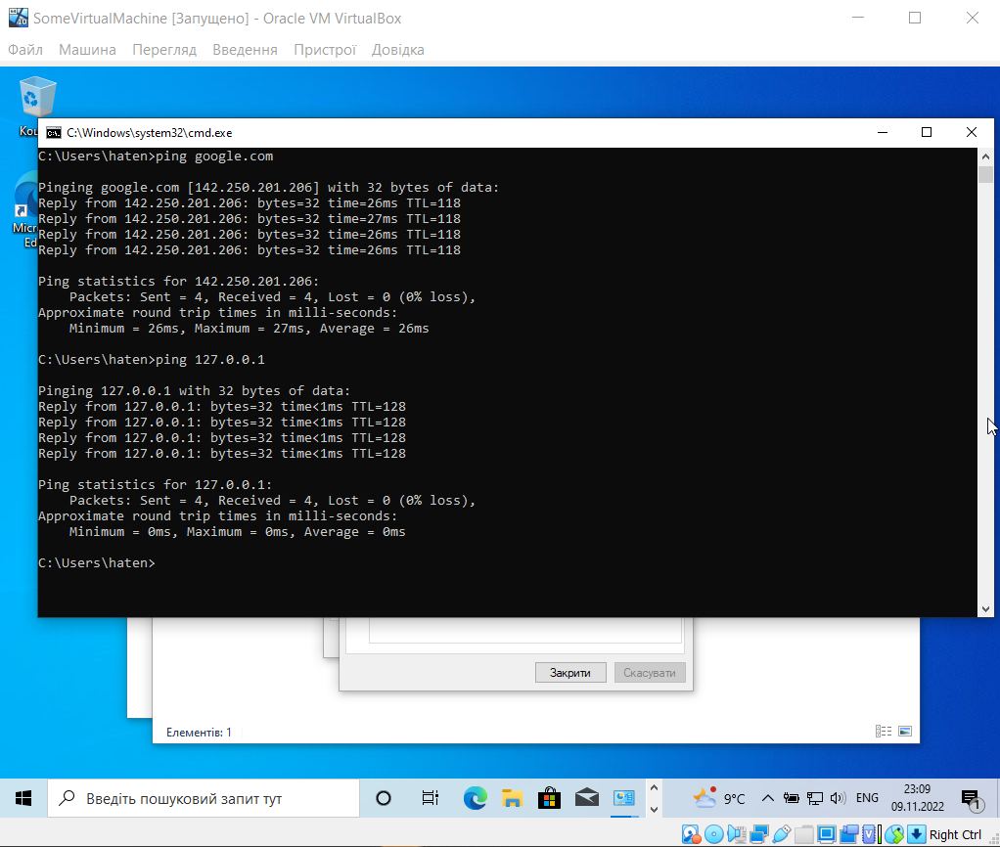 SomeVirtualMachine [Запущено] - Oracle VM VirtualBox
Файл Машина Перегляд Введення Пристрої Довідка
C:\Windows\system32\cmd.exe
C:\Users\haten>ping google.com
Pinging google.com [142.250.201.206] with 32 bytes of data:
Reply from 142.250.201.206: bytes=32 time=26ms TTL=118
Reply from 142.250.201.206: bytes=32 time=27ms TTL=118
Reply from 142.250.201.206: bytes=32 time=26ms TTL=118
Reply from 142.250.201.206: bytes=32 time=26ms TTL=118
Ping statistics for 142.250.201.206:
Packets: Sent = 4, Received = 4, Lost = 0 (0% loss),
Approximate round trip times in milli-seconds:
Minimum = 26ms, Maximum = 27ms, Average = 26ms
C:\Users\haten>ping 127.0.0.1
Pinging 127.0.0.1 with 32 bytes of data:
Reply from 127.0.0.1: bytes=32 time<1ms TTL=128
Reply from 127.0.0.1: bytes=32 time<1ms TTL=128
Reply from 127.0.0.1: bytes=32 time<1ms TTL=128
Reply from 127.0.0.1: bytes=32 time<1ms TTL=128
Ping statistics for 127.0.0.1:
Packets: Sent = 4, Received = 4, Lost = 0 (0% loss),
Approximate round trip times in milli-seconds:
Minimum = 0ms, Maximum = 0ms, Average = 0ms
C:\Users\haten>
Кош
Micr
Ed
Закрити Скасувати
Елементів: 1
Введіть пошуковий запит тут
9°C
ENG
23:09
09.11.2022
1
Right Ctrl